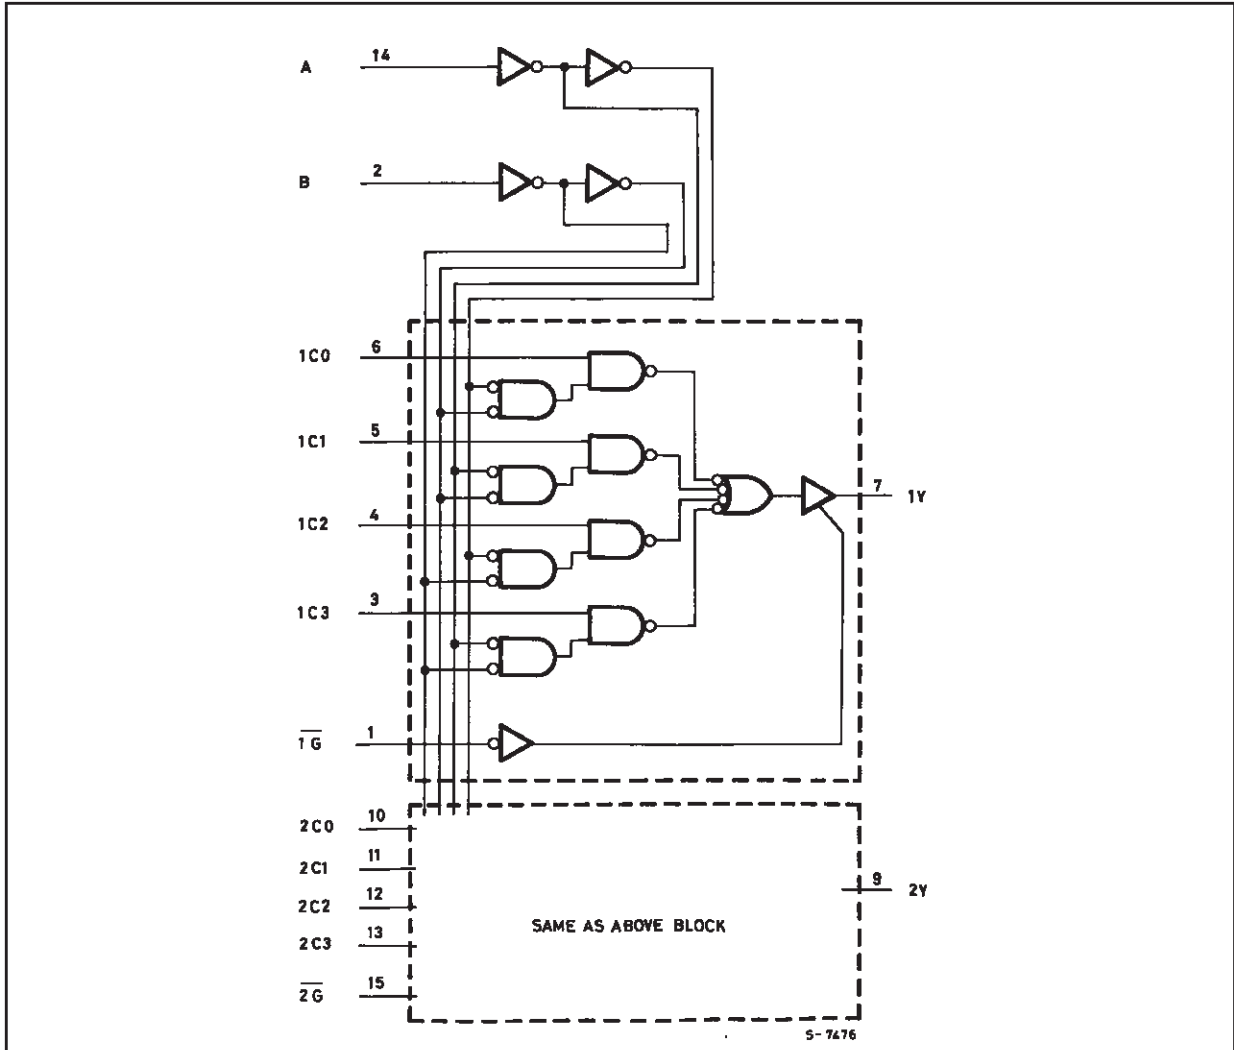 A 14
B 2
1C0 6
1C1 5
1C2 4
1C3 3
7 1Y
1G̅ 1
2C0 10
2C1 11
2C2 12
2C3 13
2G̅ 15
9 2Y
SAME AS ABOVE BLOCK
S-7476